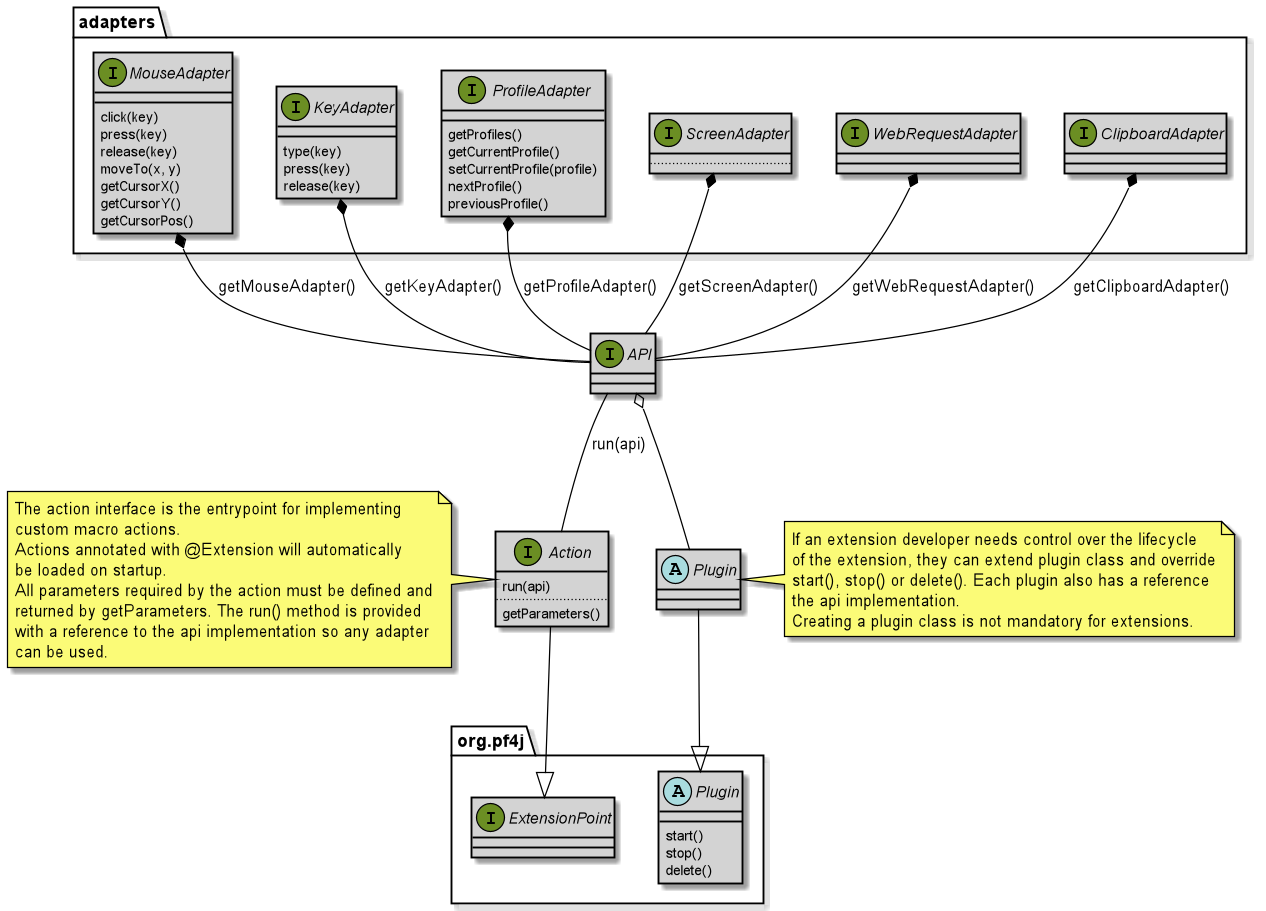 adapters
I MouseAdapter
click(key)
press(key)
release(key)
moveTo(x, y)
getCursorX()
getCursorY()
getCursorPos()
I KeyAdapter
type(key)
press(key)
release(key)
I ProfileAdapter
getProfiles()
getCurrentProfile()
setCurrentProfile(profile)
nextProfile()
previousProfile()
I ScreenAdapter
I WebRequestAdapter
I ClipboardAdapter
getMouseAdapter()
getKeyAdapter()
getProfileAdapter()
getScreenAdapter()
getWebRequestAdapter()
getClipboardAdapter()
I API
run(api)
The action interface is the entrypoint for implementing
custom macro actions.
Actions annotated with @Extension will automatically
be loaded on startup.
All parameters required by the action must be defined and
returned by getParameters. The run() method is provided
with a reference to the api implementation so any adapter
can be used.
I Action
run(api)
getParameters()
A Plugin
If an extension developer needs control over the lifecycle
of the extension, they can extend plugin class and override
start(), stop() or delete(). Each plugin also has a reference
the api implementation.
Creating a plugin class is not mandatory for extensions.
org.pf4j
I ExtensionPoint
A Plugin
start()
stop()
delete()